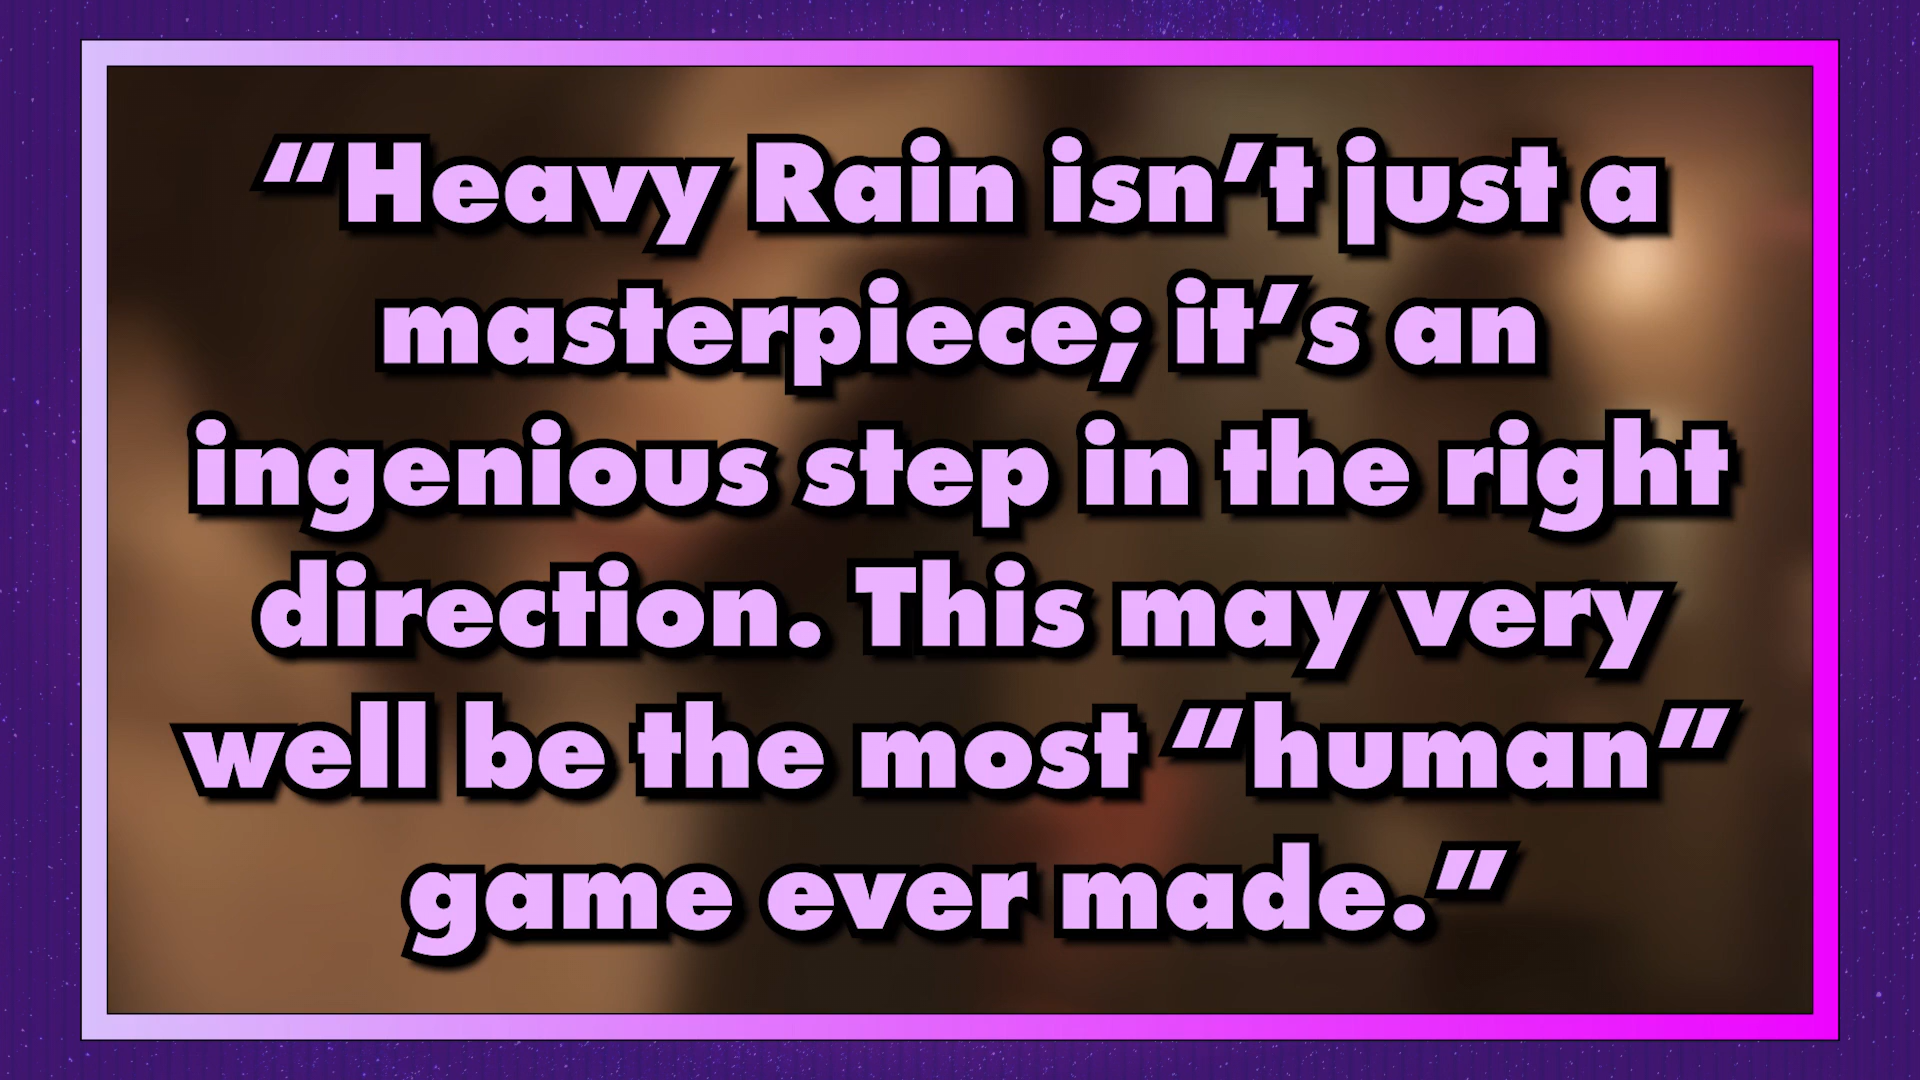 “Heavy Rain isn’t just a
masterpiece; it’s an
ingenious step in the right
direction. This may very
well be the most “human”
game ever made.”